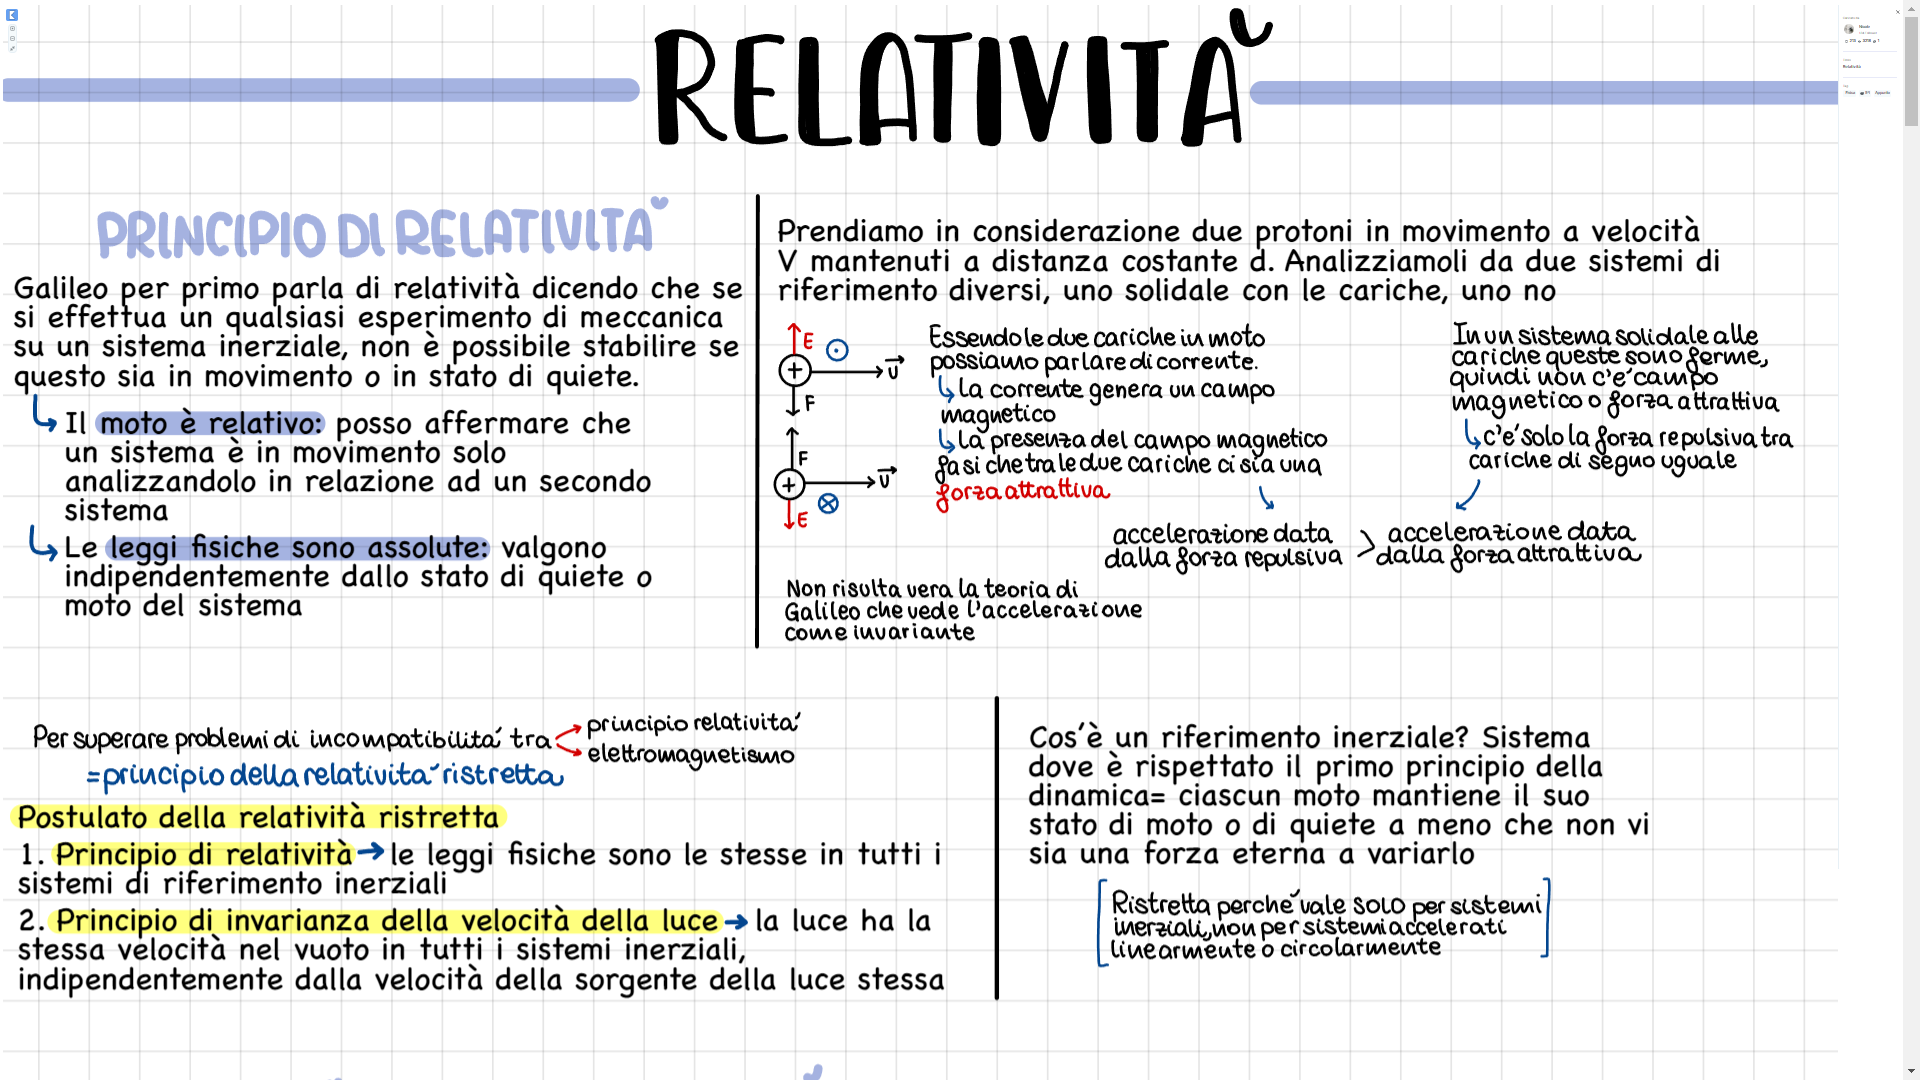 RELATIVITÀ
PRINCIPIO DI RELATIVITÀ
Galileo per primo parla di relatività dicendo che se
si effettua un qualsiasi esperimento di meccanica
su un sistema inerziale, non è possibile stabilire se
questo sia in movimento o in stato di quiete.
Il moto è relativo: posso affermare che
un sistema è in movimento solo
analizzandolo in relazione ad un secondo
sistema
Le leggi fisiche sono assolute: valgono
indipendentemente dallo stato di quiete o
moto del sistema
Prendiamo in considerazione due protoni in movimento a velocità
V mantenuti a distanza costante d. Analizziamoli da due sistemi di
riferimento diversi, uno solidale con le cariche, uno no
E
+
v
F
F
+
v
E
Essendo le due cariche in moto
possiamo parlare di corrente.
La corrente genera un campo
magnetico
La presenza del campo magnetico
fa si che tra le due cariche ci sia una
forza attrattiva
In un sistema solidale alle
cariche queste sono ferme,
quindi non c'e' campo
magnetico o forza attrattiva
c'e' solo la forza repulsiva tra
cariche di segno uguale
accelerazione data > accelerazione data
dalla forza repulsiva dalla forza attrattiva
Non risulta vera la teoria di
Galileo che vede l'accelerazione
come invariante
Per superare problemi di incompatibilita' tra
principio relativita'
elettromagnetismo
=principio della relativita' ristretta
Postulato della relatività ristretta
1. Principio di relatività → le leggi fisiche sono le stesse in tutti i
sistemi di riferimento inerziali
2. Principio di invarianza della velocità della luce → la luce ha la
stessa velocità nel vuoto in tutti i sistemi inerziali,
indipendentemente dalla velocità della sorgente della luce stessa
Cos'è un riferimento inerziale? Sistema
dove è rispettato il primo principio della
dinamica= ciascun moto mantiene il suo
stato di moto o di quiete a meno che non vi
sia una forza eterna a variarlo
[Ristretta perchè vale SOLO per sistemi
inerziali, non per sistemi accelerati
linearmente o circolarmente]